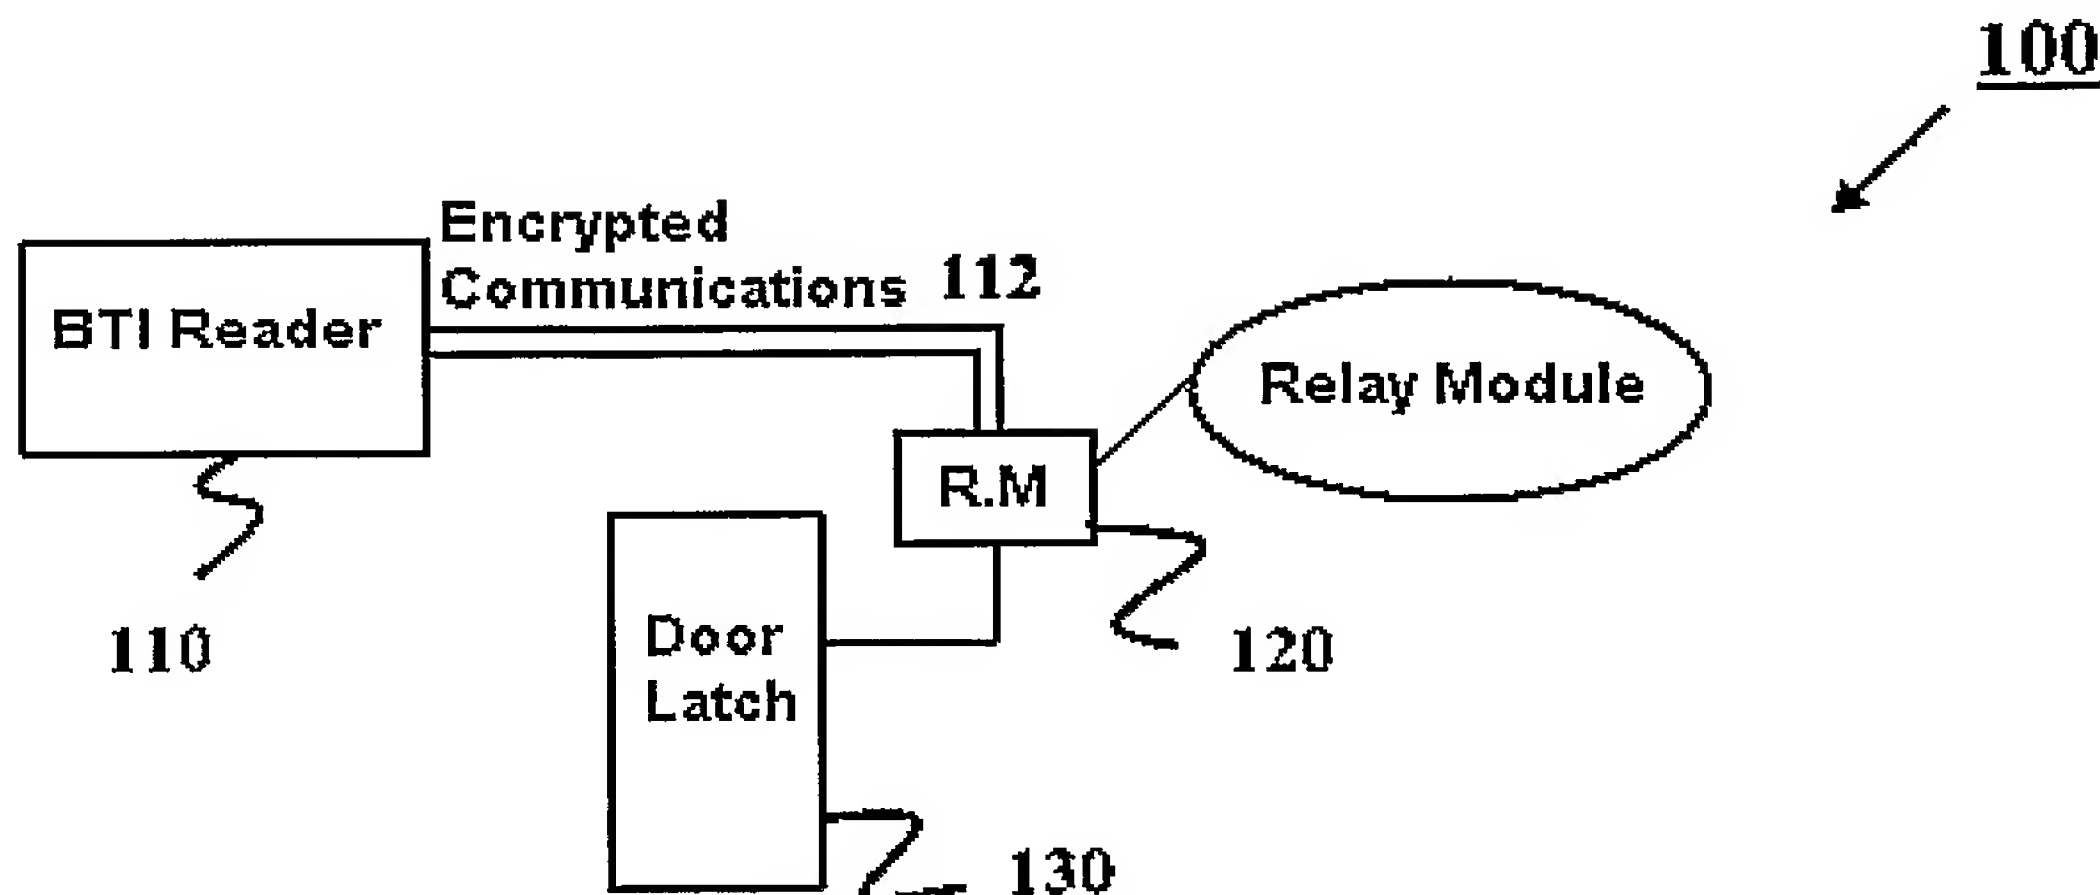 100
Encrypted
Communications 112
BTI Reader
Relay Module
R.M
Door
Latch
110
120
130